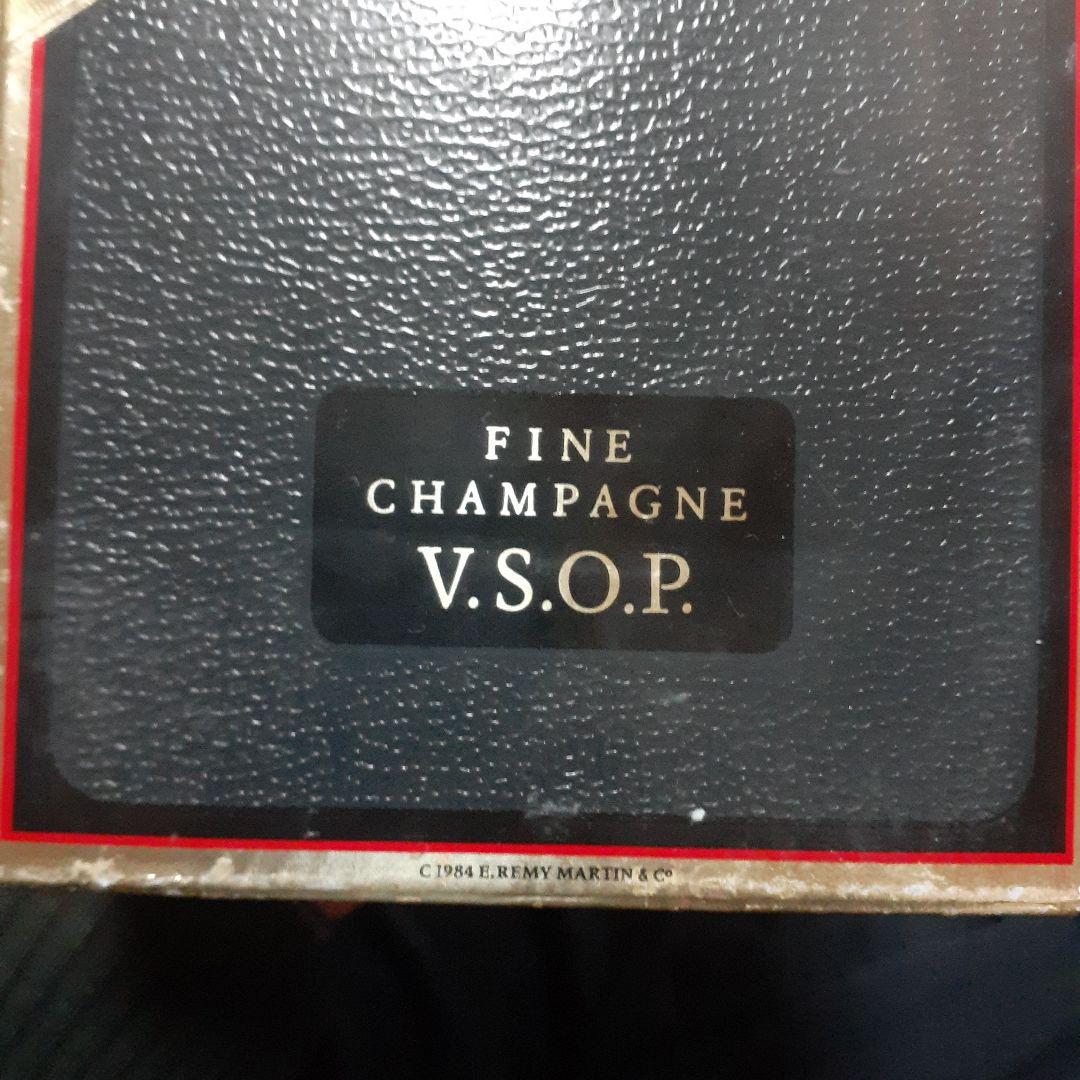 FINE
CHAMPAGNE
V.S.O.P.
C 1984 E. REMY MARTIN & Cº